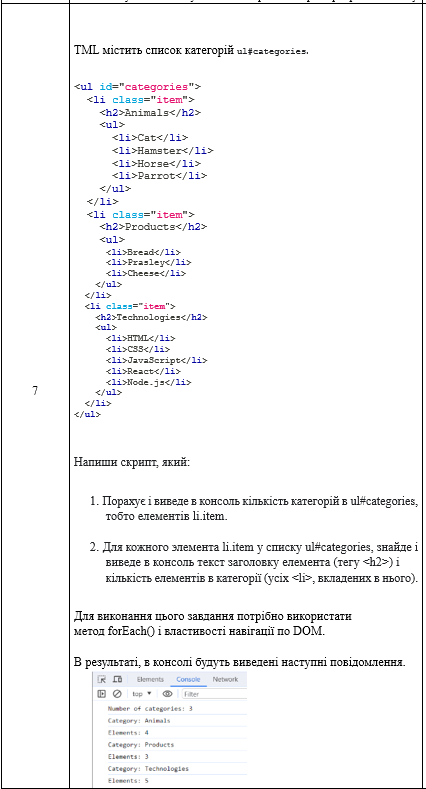 TML містить список категорій ul#categories.
<ul id="categories">
<li class="item">
<h2>Animals</h2>
<ul>
<li>Cat</li>
<li>Hamster</li>
<li>Horse</li>
<li>Parrot</li>
</ul>
</li>
<li class="item">
<h2>Products</h2>
<ul>
<li>Bread</li>
<li>Prasley</li>
<li>Cheese</li>
</ul>
</li>
<li class="item">
<h2>Technologies</h2>
<ul>
<li>HTML</li>
<li>CSS</li>
<li>JavaScript</li>
<li>React</li>
<li>Node.js</li>
</ul>
</li>
</ul>
7
Напиши скрипт, який:
1. Порахує і виведе в консоль кількість категорій в ul#categories,
тобто елементів li.item.
2. Для кожного элемента li.item у списку ul#categories, знайде і
виведе в консоль текст заголовку елемента (тегу <h2>) і
кількість елементів в категорії (усіх <li>, вкладених в нього).
Для виконання цього завдання потрібно використати
метод forEach() і властивості навігації по DOM.
В результаті, в консолі будуть виведені наступні повідомлення.
Elements Console Network
top Filter
Number of categories: 3
Category: Animals
Elements: 4
Category: Products
Elements: 3
Category: Technologies
Elements: 5